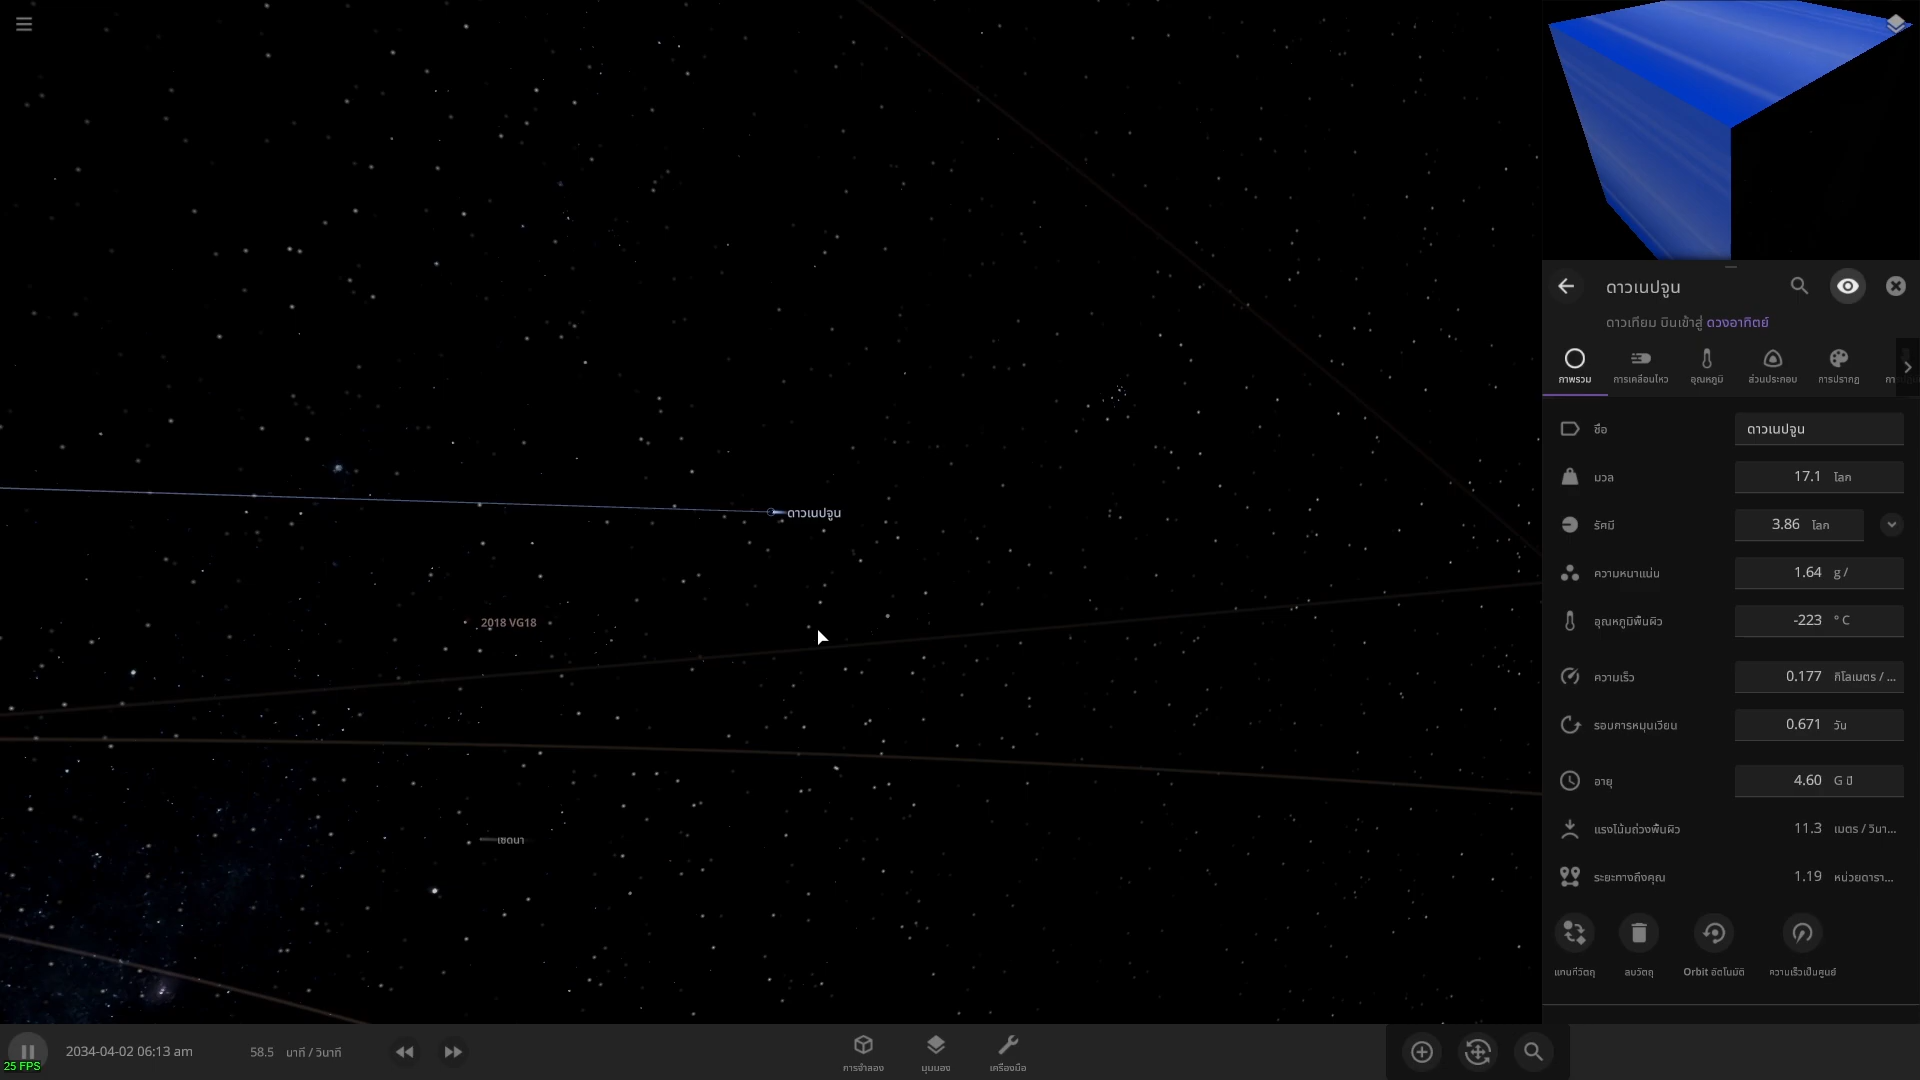 ดาวเนปจูน
2018 VG18
เซดนา
ดาวเนปจูน
ดาวเทียม บินเข้าสู่ ดวงอาทิตย์
ภาพรวม
การเคลื่อนไหว
อุณหภูมิ
ส่วนประกอบ
การปรากฏ
ชื่อ ดาวเนปจูน
มวล 17.1 โลก
รัศมี 3.86 โลก
ความหนาแน่น 1.64 g /
อุณหภูมิพื้นผิว -223 ° C
ความเร็ว 0.177 กิโลเมตร / ...
รอบการหมุนเวียน 0.671 วัน
อายุ 4.60 G ปี
แรงโน้มถ่วงพื้นผิว 11.3 เมตร / วินา...
ระยะทางถึงคุณ 1.19 หน่วยดารา...
แทนที่วัตถุ
ลบวัตถุ
Orbit อัตโนมัติ
ความเร็วเป็นศูนย์
25 FPS
2034-04-02 06:13 am
58.5 นาที / วินาที
การจำลอง
มุมมอง
เครื่องมือ